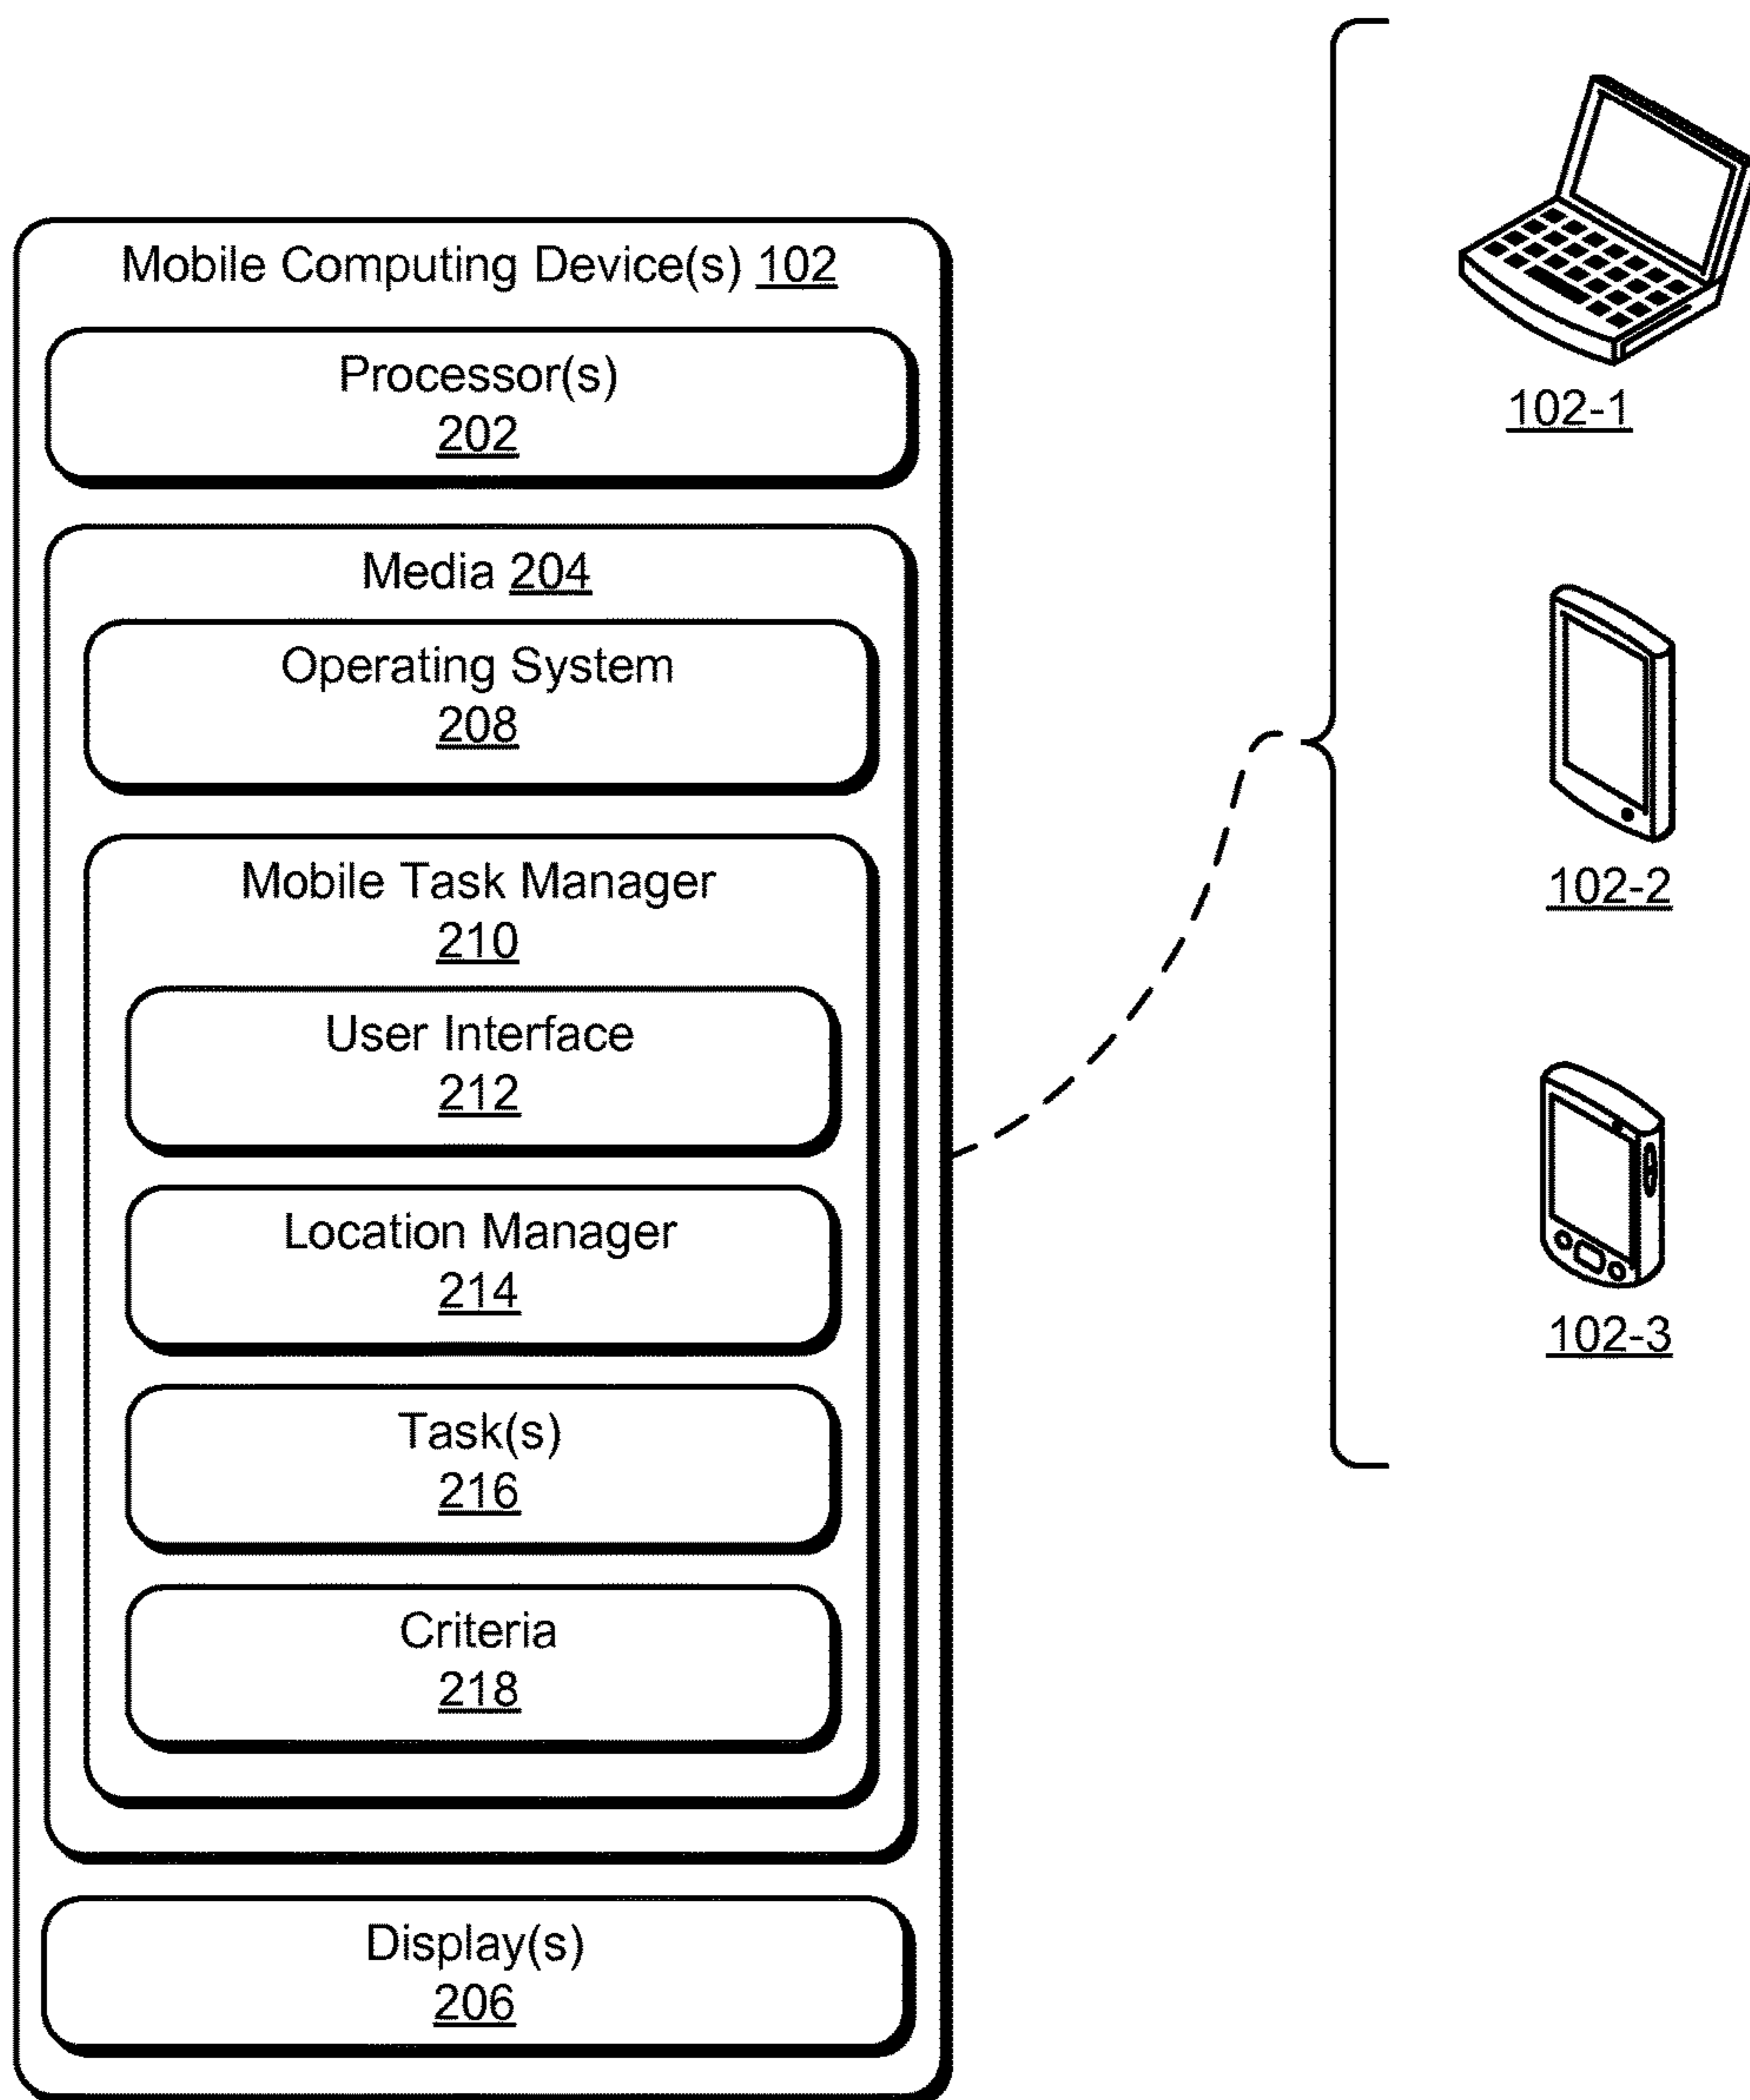 Mobile Computing Device(s) 102
Processor(s)
202
Media 204
Operating System
208
Mobile Task Manager
210
User Interface
212
Location Manager
214
Task(s)
216
Criteria
218
Display(s)
206
102-1
102-2
102-3